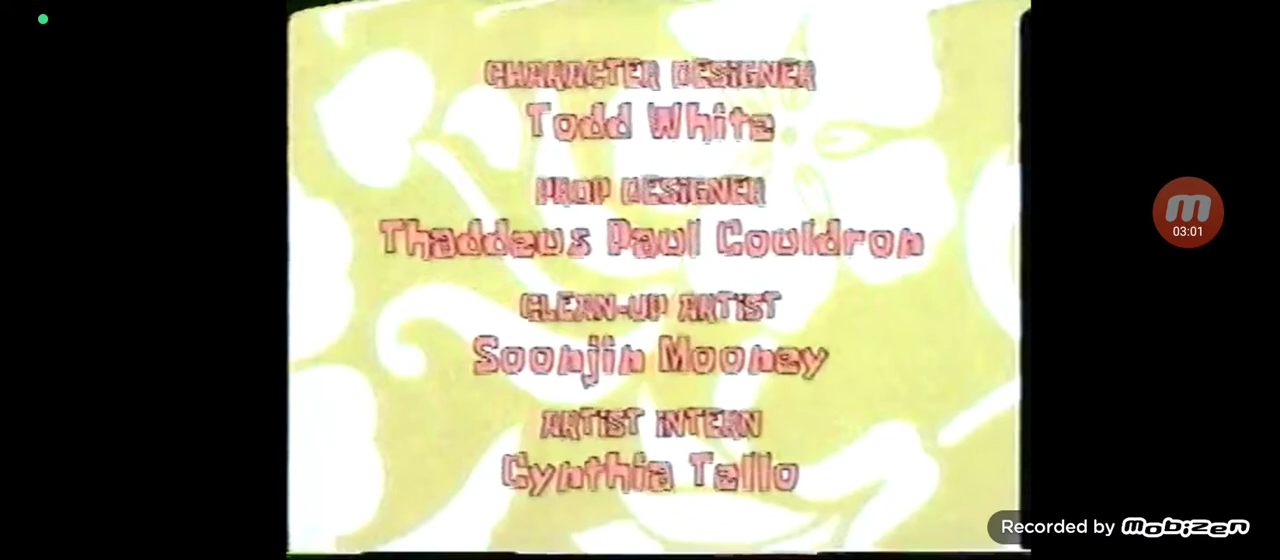 CHARACTER DESIGNER
Todd White
PROP DESIGNER
Thaddeus Paul Couldron
CLEAN-UP ARTIST
Soonjin Mooney
ARTIST INTERN
Cynthia Tello
03:01
Recorded by mobizen